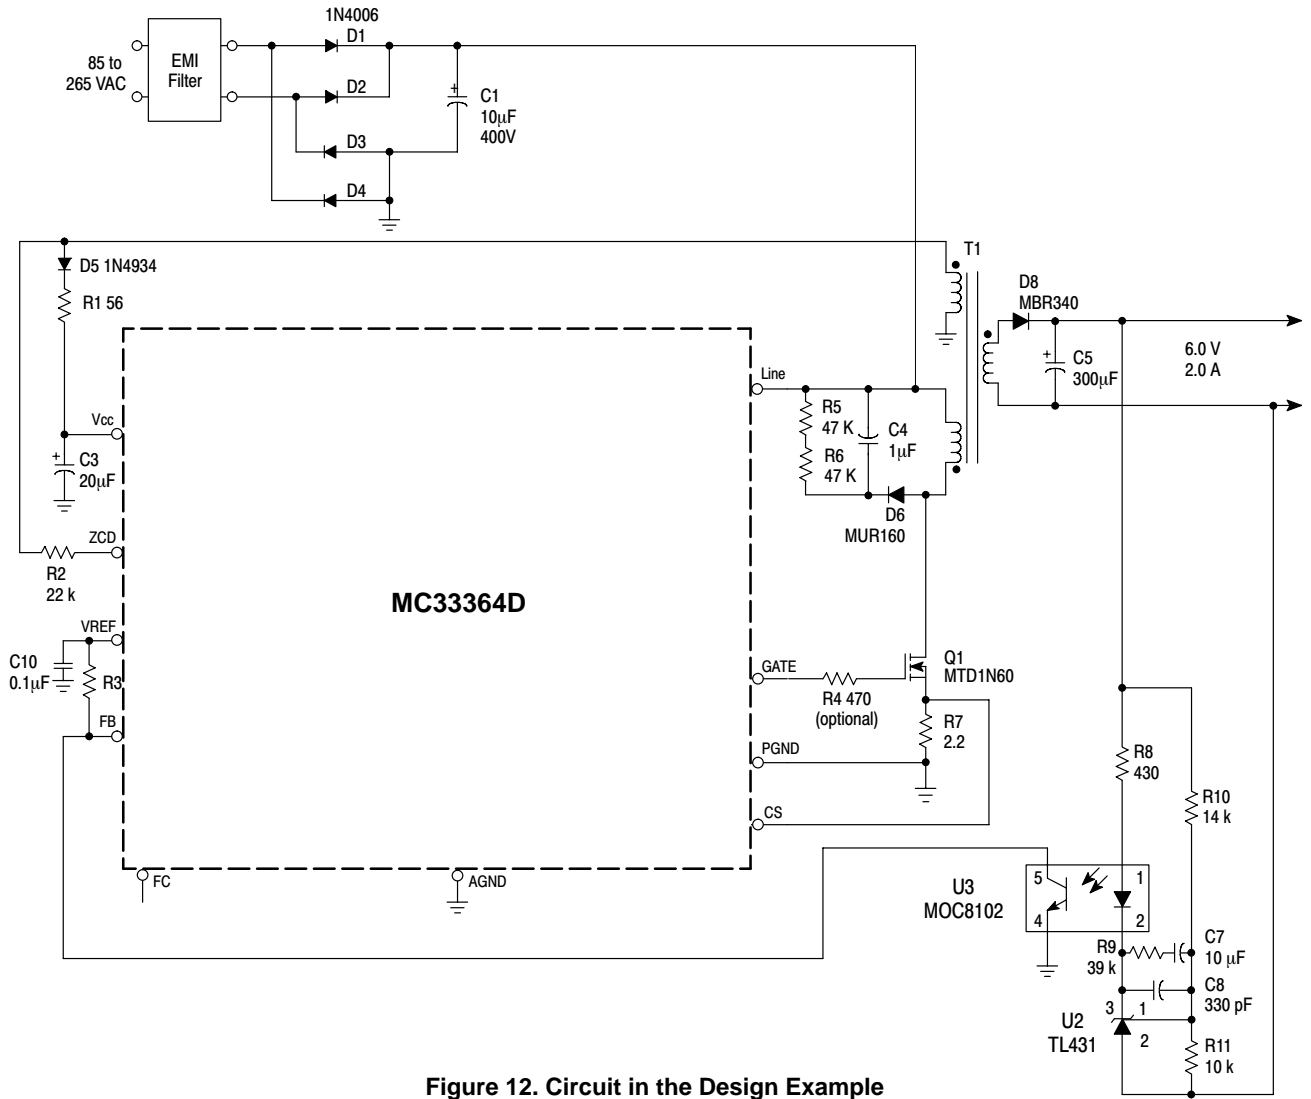 1N4006
D1
EMI
Filter
85 to
265 VAC
D2
C1
10μF
400V
+
D3
D4
T1
D5 1N4934
R1 56
D8
MBR340
+
C5
300μF
6.0 V
2.0 A
Line
R5
47 K
C4
1μF
R6
47 K
D6
MUR160
Vcc
+
C3
20μF
ZCD
R2
22 k
MC33364D
VREF
C10
0.1μF
R3
FB
GATE
R4 470
(optional)
Q1
MTD1N60
R7
2.2
PGND
CS
R8
430
R10
14 k
FC
AGND
U3
MOC8102
5
4
1
2
R9
39 k
C7
10 μF
C8
330 pF
U2
TL431
3
1
2
R11
10 k
Figure 12. Circuit in the Design Example